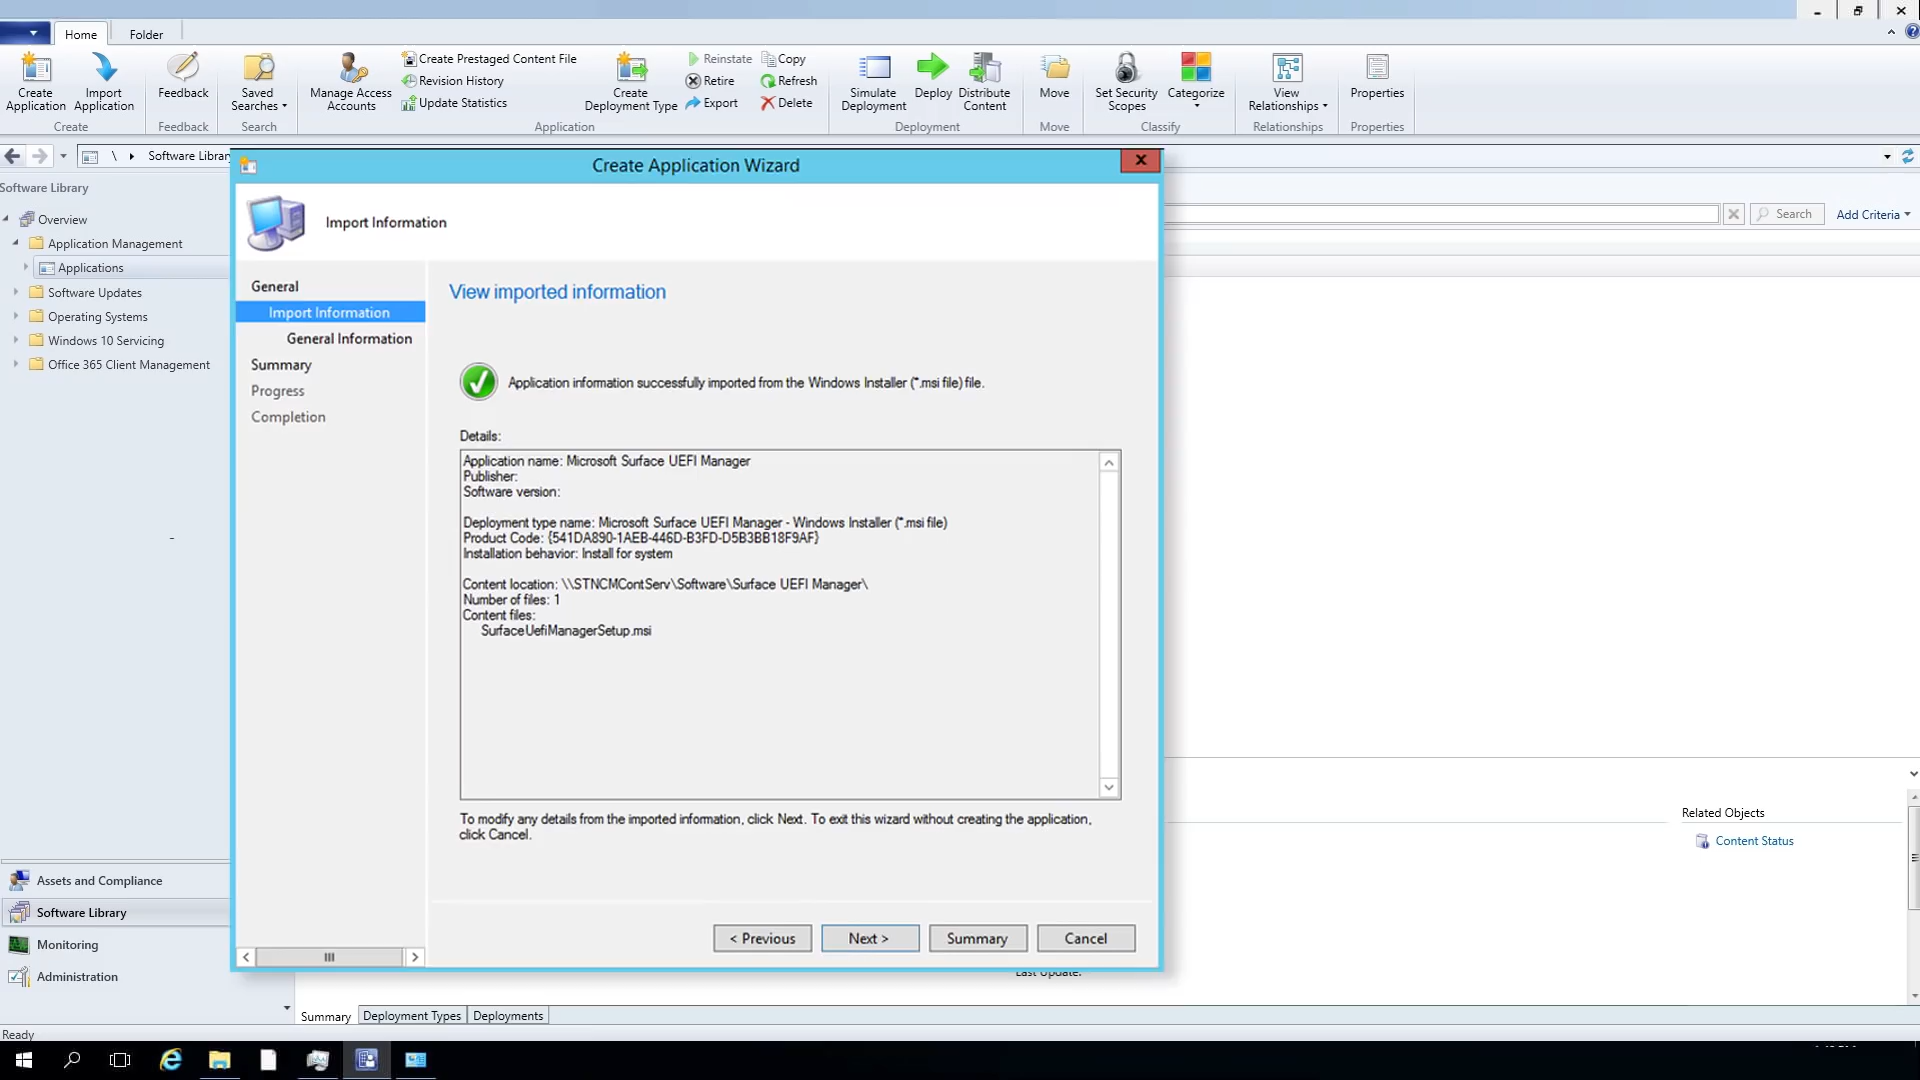 Home
Folder
Create Application
Import Application
Create
Feedback
Feedback
Saved Searches
Search
Manage Access Accounts
Create Prestaged Content File
Revision History
Update Statistics
Create Deployment Type
Reinstate
Retire
Export
Copy
Refresh
Delete
Application
Simulate Deployment
Deploy
Distribute Content
Deployment
Move
Move
Set Security Scopes
Categorize
Classify
View Relationships
Relationships
Properties
Properties
\ Software Library
Search
Add Criteria
Software Library
Overview
Application Management
Applications
Software Updates
Operating Systems
Windows 10 Servicing
Office 365 Client Management
Assets and Compliance
Software Library
Monitoring
Administration
Ready
Create Application Wizard
Import Information
General
Import Information
General Information
Summary
Progress
Completion
View imported information
Application information successfully imported from the Windows Installer (*.msi file) file.
Details:
Application name: Microsoft Surface UEFI Manager
Publisher:
Software version:
Deployment type name: Microsoft Surface UEFI Manager - Windows Installer (*.msi file)
Product Code: {541DA890-1AEB-446D-B3FD-D5B3BB18F9AF}
Installation behavior: Install for system
Content location: \\STNCMContServ\Software\Surface UEFI Manager\
Number of files: 1
Content files:
SurfaceUefiManagerSetup.msi
To modify any details from the imported information, click Next. To exit this wizard without creating the application,
click Cancel.
< Previous
Next >
Summary
Cancel
Related Objects
Content Status
Last Update:
Summary
Deployment Types
Deployments